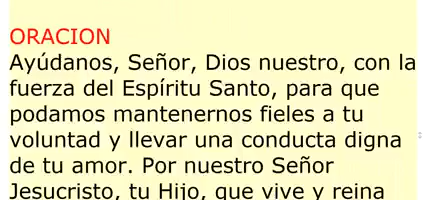 ORACION
Ayúdanos, Señor, Dios nuestro, con la
fuerza del Espíritu Santo, para que
podamos mantenernos fieles a tu
voluntad y llevar una conducta digna
de tu amor. Por nuestro Señor
Jesucristo, tu Hijo, que vive y reina